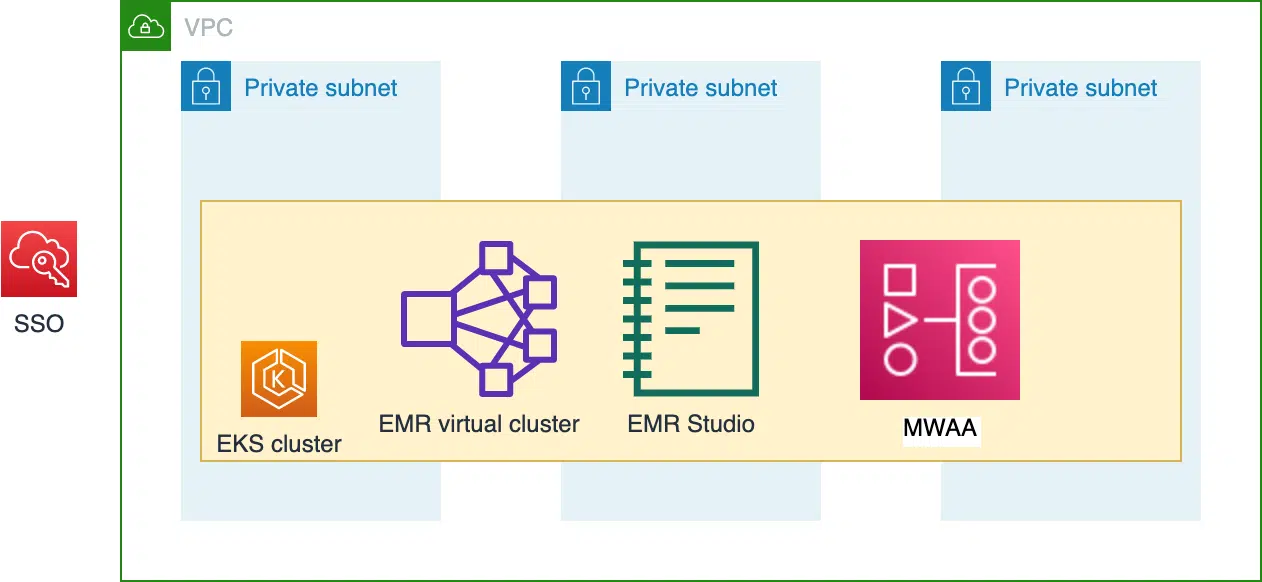 VPC
Private subnet
Private subnet
Private subnet
SSO
K
EKS cluster
EMR virtual cluster
EMR Studio
MWAA